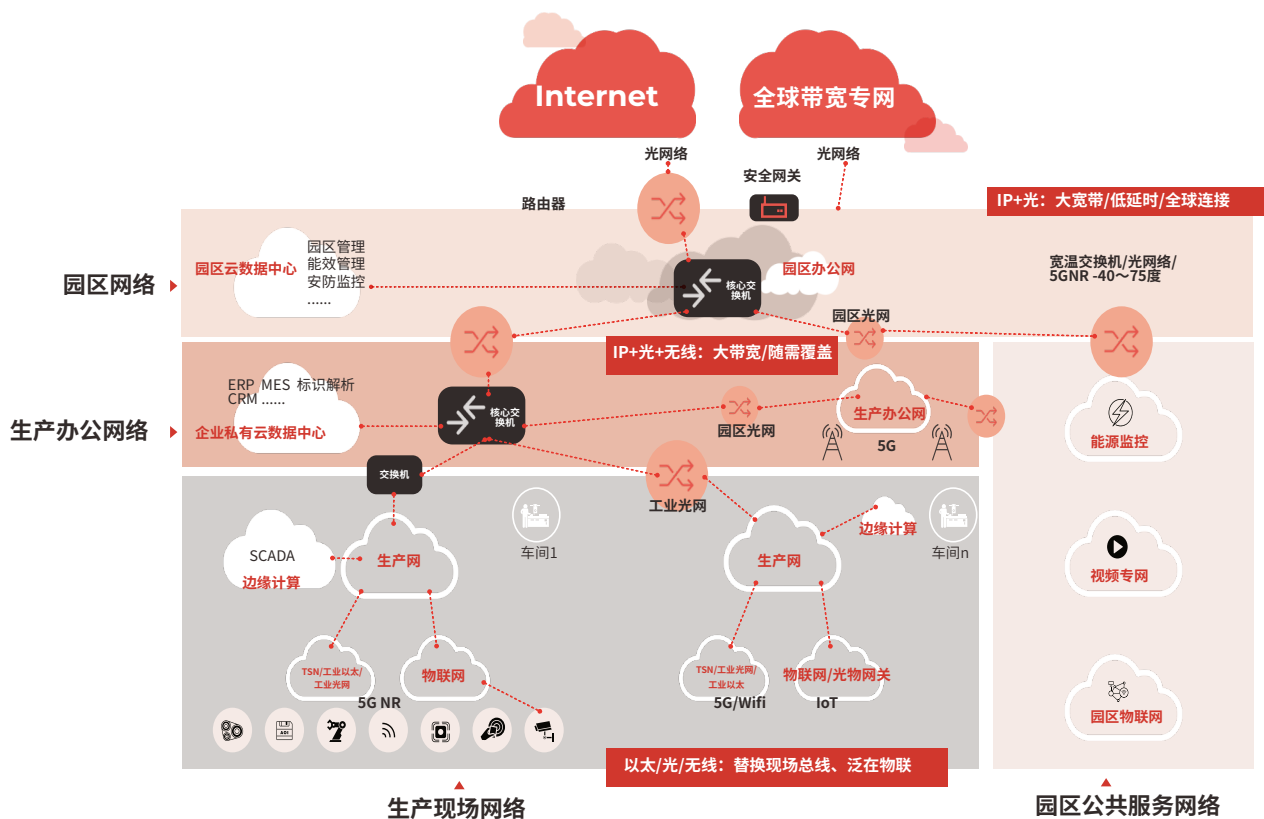 Internet
全球带宽专网
光网络
光网络
安全网关
路由器
IP+光：大宽带/低延时/全球连接
园区网络
园区云数据中心
园区管理
能效管理
安防监控
......
核心交
换机
园区办公网
宽温交换机/光网络/
5GNR -40～75度
园区光网
IP+光+无线：大带宽/随需覆盖
生产办公网络
ERP MES 标识解析
CRM ......
企业私有云数据中心
核心交
换机
园区光网
生产办公网
5G
能源监控
交换机
工业光网
车间1
SCADA
边缘计算
生产网
生产网
边缘计算
车间n
视频专网
TSN/工业以太/
工业光网
物联网
5G NR
TSN/工业光网/
工业以太
物联网/光物网关
5G/Wifi
IoT
园区物联网
ADI
以太/光/无线：替换现场总线、泛在物联
生产现场网络
园区公共服务网络